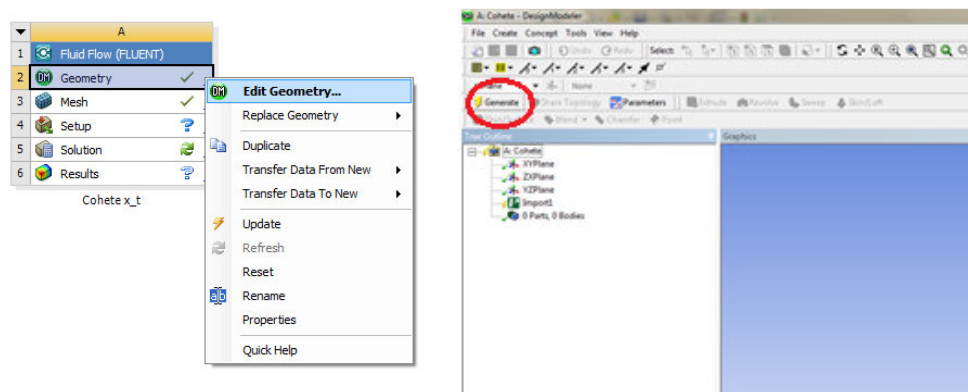 A
1 Fluid Flow (FLUENT)
2 DM Geometry
3 Mesh
4 Setup ?
5 Solution
6 Results ?
Cohete x_t
DM Edit Geometry...
Replace Geometry
Duplicate
Transfer Data From New
Transfer Data To New
Update
Refresh
Reset
ab Rename
Properties
Quick Help
A: Cohete - DesignModeler
File Create Concept Tools View Help
Undo Redo Select:
None
Generate Share Topology Parameters Extrude Revolve Sweep Skin/Loft
Blend Chamfer Point
Tree Outline Graphics
A: Cohete
XYPlane
ZXPlane
YZPlane
Import1
0 Parts, 0 Bodies